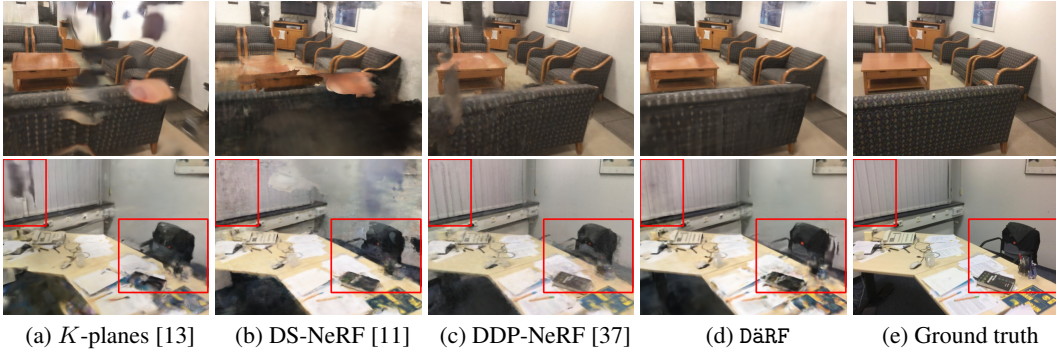 (a) K-planes [13] (b) DS-NeRF [11] (c) DDP-NeRF [37] (d) DäRF (e) Ground truth